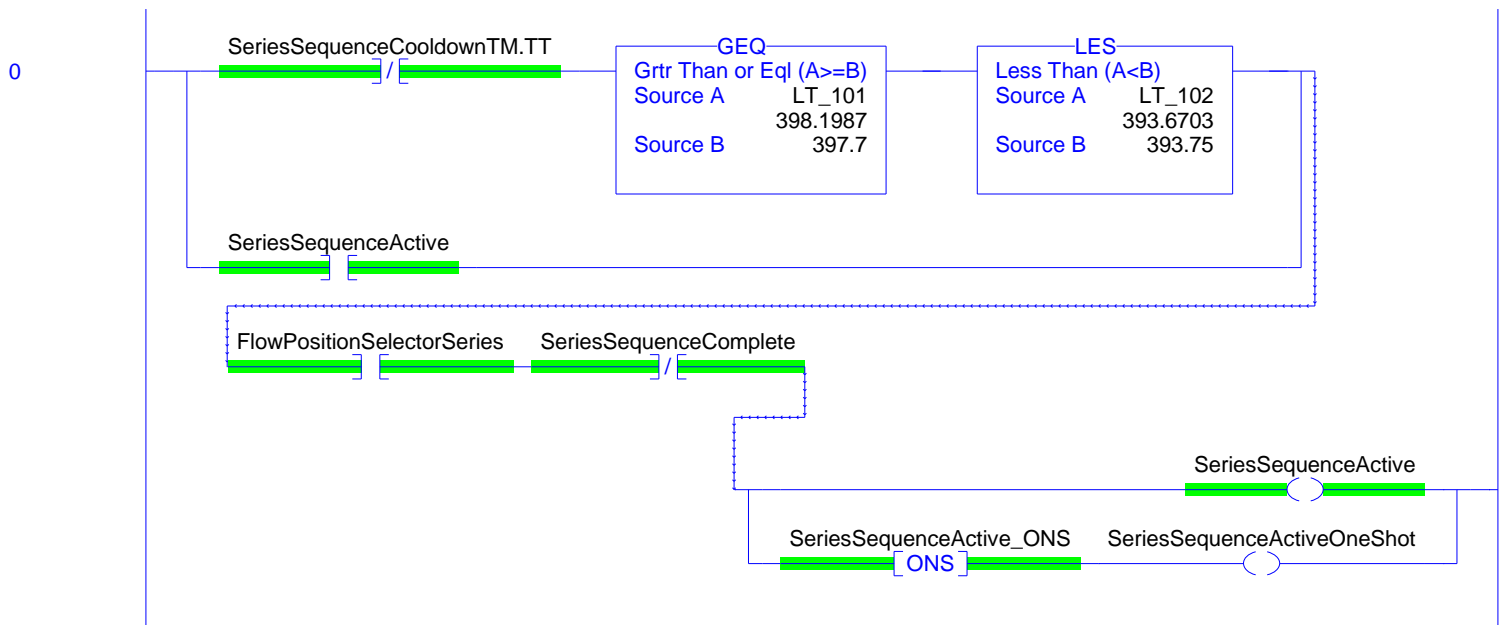 SeriesSequenceCooldownTM.TT
0
/
GEQ
Grtr Than or Eql (A>=B)
Source A LT_101
398.1987
Source B 397.7
LES
Less Than (A<B)
Source A LT_102
393.6703
Source B 393.75
SeriesSequenceActive
FlowPositionSelectorSeries
SeriesSequenceComplete
/
SeriesSequenceActive
SeriesSequenceActive_ONS
ONS
SeriesSequenceActiveOneShot